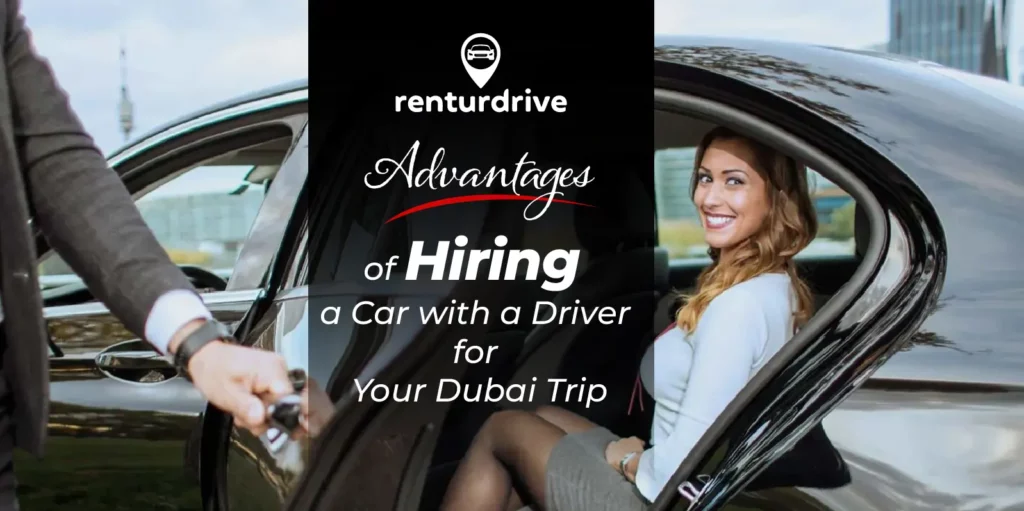 renturdrive
Advantages
of Hiring
a Car with a Driver
for
Your Dubai Trip